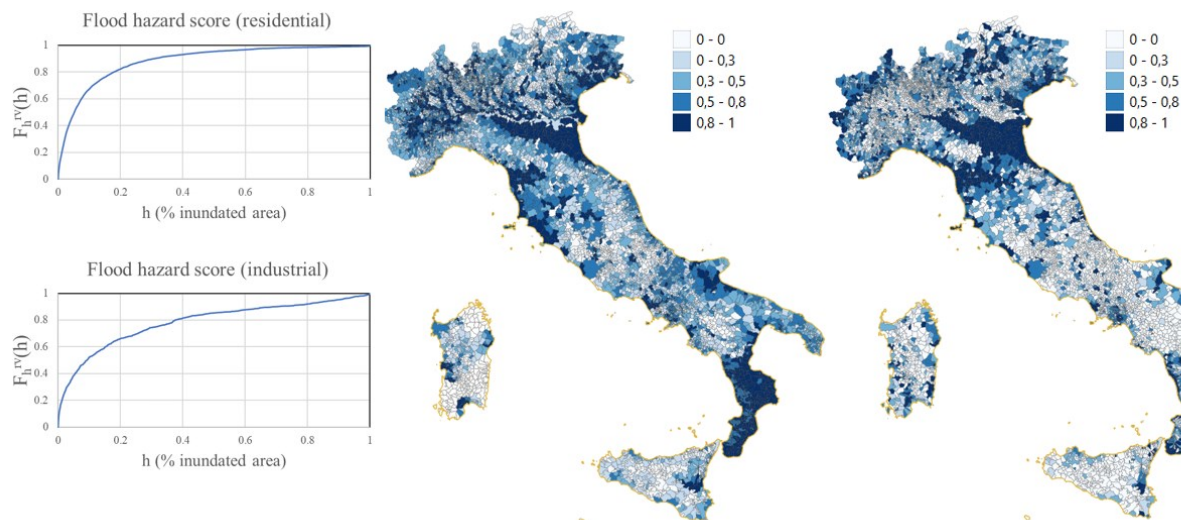 Flood hazard score (residential)
1
0.8
0.6
0.4
0.2
0
F_h^rv(h)
0 0.2 0.4 0.6 0.8 1
h (% inundated area)
Flood hazard score (industrial)
1
0.8
0.6
0.4
0.2
0
F_h^rv(h)
0 0.2 0.4 0.6 0.8 1
h (% inundated area)
0 - 0
0 - 0,3
0,3 - 0,5
0,5 - 0,8
0,8 - 1
0 - 0
0 - 0,3
0,3 - 0,5
0,5 - 0,8
0,8 - 1